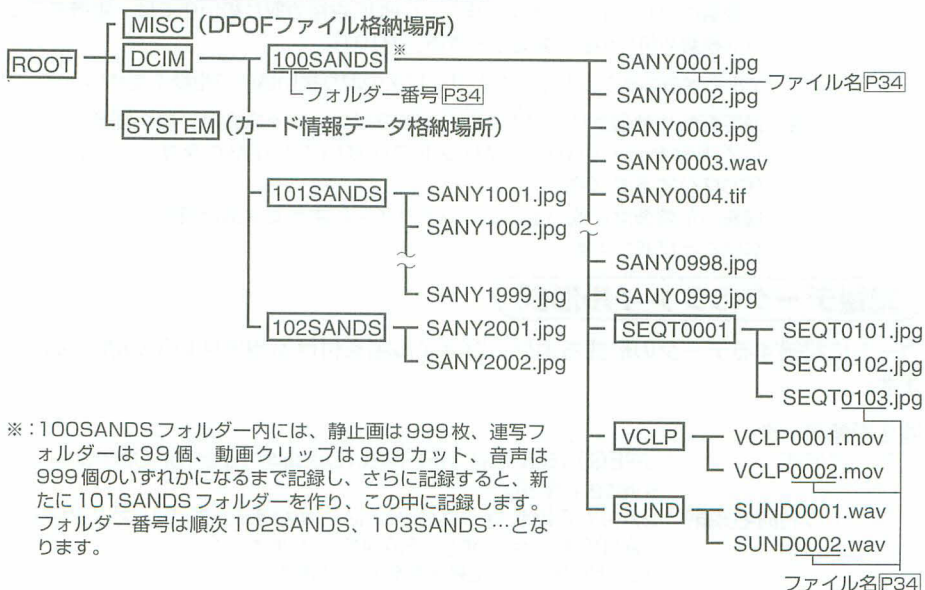 MISC (DPOFファイル格納場所)
ROOT
DCIM
100SANDS ※
フォルダー番号 P34
SYSTEM (カード情報データ格納場所)
SANY0001.jpg
ファイル名 P34
SANY0002.jpg
SANY0003.jpg
SANY0003.wav
SANY0004.tif
SANY0998.jpg
SANY0999.jpg
101SANDS
SANY1001.jpg
SANY1002.jpg
SANY1999.jpg
102SANDS
SANY2001.jpg
SANY2002.jpg
SEQT0001
SEQT0101.jpg
SEQT0102.jpg
SEQT0103.jpg
VCLP
VCLP0001.mov
VCLP0002.mov
SUND
SUND0001.wav
SUND0002.wav
ファイル名 P34
※:100SANDSフォルダー内には、静止画は999枚、連写フ
ォルダーは99個、動画クリップは999カット、音声は
999個のいずれかになるまで記録し、さらに記録すると、新
たに101SANDSフォルダーを作り、この中に記録します。
フォルダー番号は順次102SANDS、103SANDS…とな
ります。